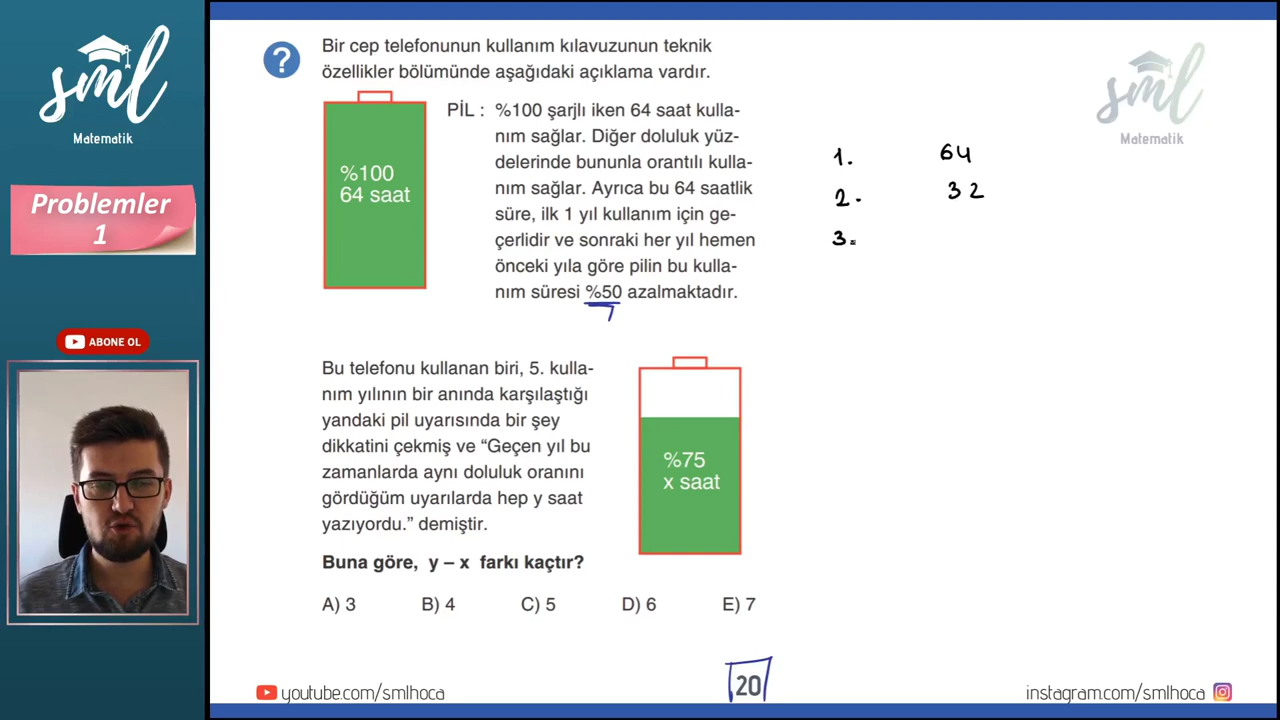 sml
Matematik
Problemler
1
ABONE OL
?
Bir cep telefonunun kullanım kılavuzunun teknik
özellikler bölümünde aşağıdaki açıklama vardır.
%100
64 saat
PİL : %100 şarjlı iken 64 saat kulla-
nım sağlar. Diğer doluluk yüz-
delerinde bununla orantılı kulla-
nım sağlar. Ayrıca bu 64 saatlik
süre, ilk 1 yıl kullanım için ge-
çerlidir ve sonraki her yıl hemen
önceki yıla göre pilin bu kulla-
nım süresi %50 azalmaktadır.
Bu telefonu kullanan biri, 5. kulla-
nım yılının bir anında karşılaştığı
yandaki pil uyarısında bir şey
dikkatini çekmiş ve “Geçen yıl bu
zamanlarda aynı doluluk oranını
gördüğüm uyarılarda hep y saat
yazıyordu.” demiştir.
%75
x saat
Buna göre, y – x farkı kaçtır?
A) 3 B) 4 C) 5 D) 6 E) 7
sml
Matematik
1. 64
2. 32
3.
youtube.com/smlhoca
20
instagram.com/smlhoca